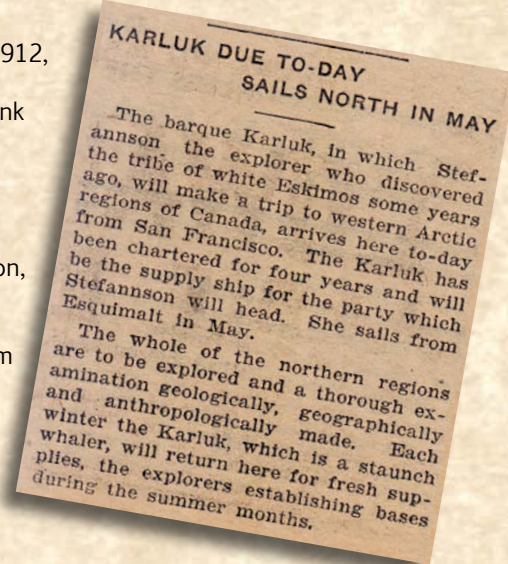 912,
nk
on,
m
KARLUK DUE TO-DAY
SAILS NORTH IN MAY
The barque Karluk, in which Stef-
annson the explorer who discovered
the tribe of white Eskimos some years
ago, will make a trip to western Arctic
regions of Canada, arrives here to-day
from San Francisco. The Karluk has
been chartered for four years and will
be the supply ship for the party which
Stefannson will head. She sails from
Esquimalt in May.
The whole of the northern regions
are to be explored and a thorough ex-
amination geologically, geographically
and anthropologically made. Each
winter the Karluk, which is a staunch
whaler, will return here for fresh sup-
plies, the explorers establishing bases
during the summer months.